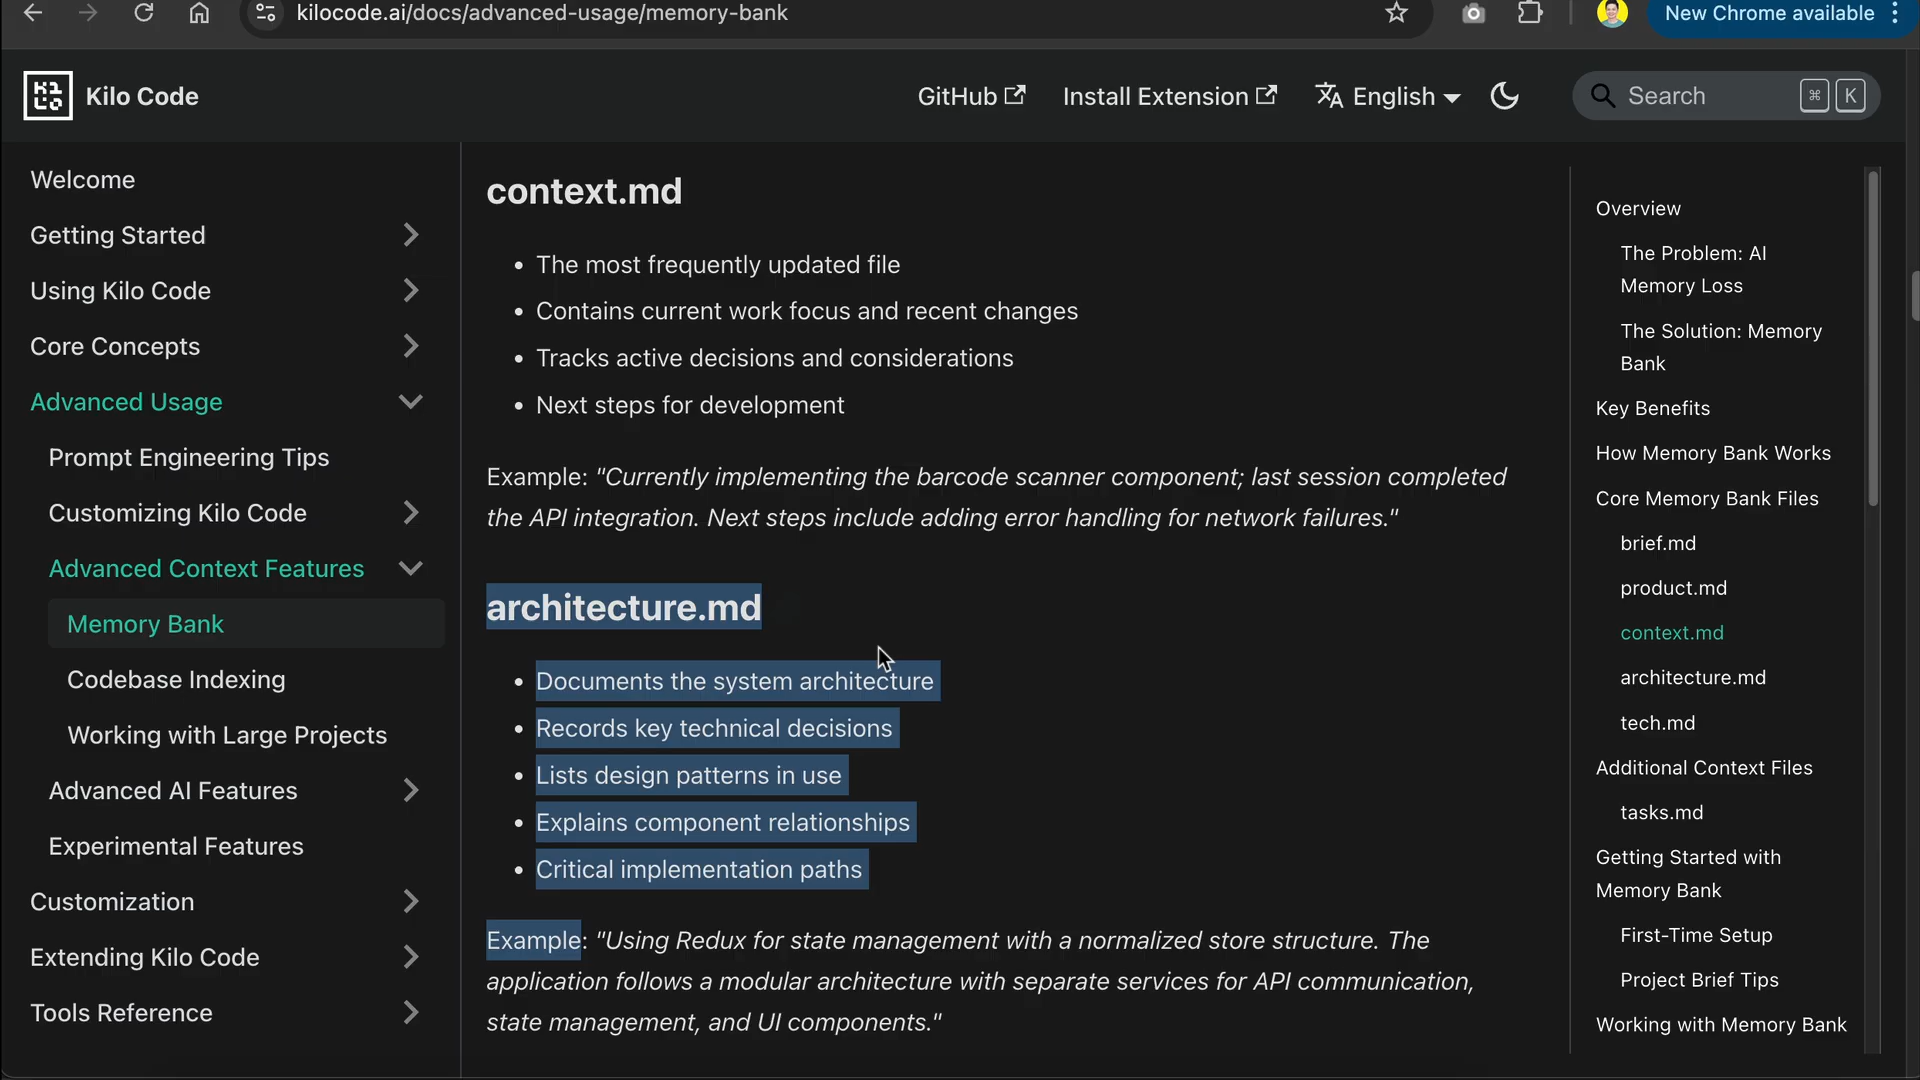 kilocode.ai/docs/advanced-usage/memory-bank
New Chrome available
Kilo Code
GitHub
Install Extension
English
Search
⌘ K
Welcome
Getting Started
Using Kilo Code
Core Concepts
Advanced Usage
Prompt Engineering Tips
Customizing Kilo Code
Advanced Context Features
Memory Bank
Codebase Indexing
Working with Large Projects
Advanced AI Features
Experimental Features
Customization
Extending Kilo Code
Tools Reference
context.md
• The most frequently updated file
• Contains current work focus and recent changes
• Tracks active decisions and considerations
• Next steps for development
Example: "Currently implementing the barcode scanner component; last session completed
the API integration. Next steps include adding error handling for network failures."
architecture.md
• Documents the system architecture
• Records key technical decisions
• Lists design patterns in use
• Explains component relationships
• Critical implementation paths
Example: "Using Redux for state management with a normalized store structure. The
application follows a modular architecture with separate services for API communication,
state management, and UI components."
Overview
The Problem: AI
Memory Loss
The Solution: Memory
Bank
Key Benefits
How Memory Bank Works
Core Memory Bank Files
brief.md
product.md
context.md
architecture.md
tech.md
Additional Context Files
tasks.md
Getting Started with
Memory Bank
First-Time Setup
Project Brief Tips
Working with Memory Bank